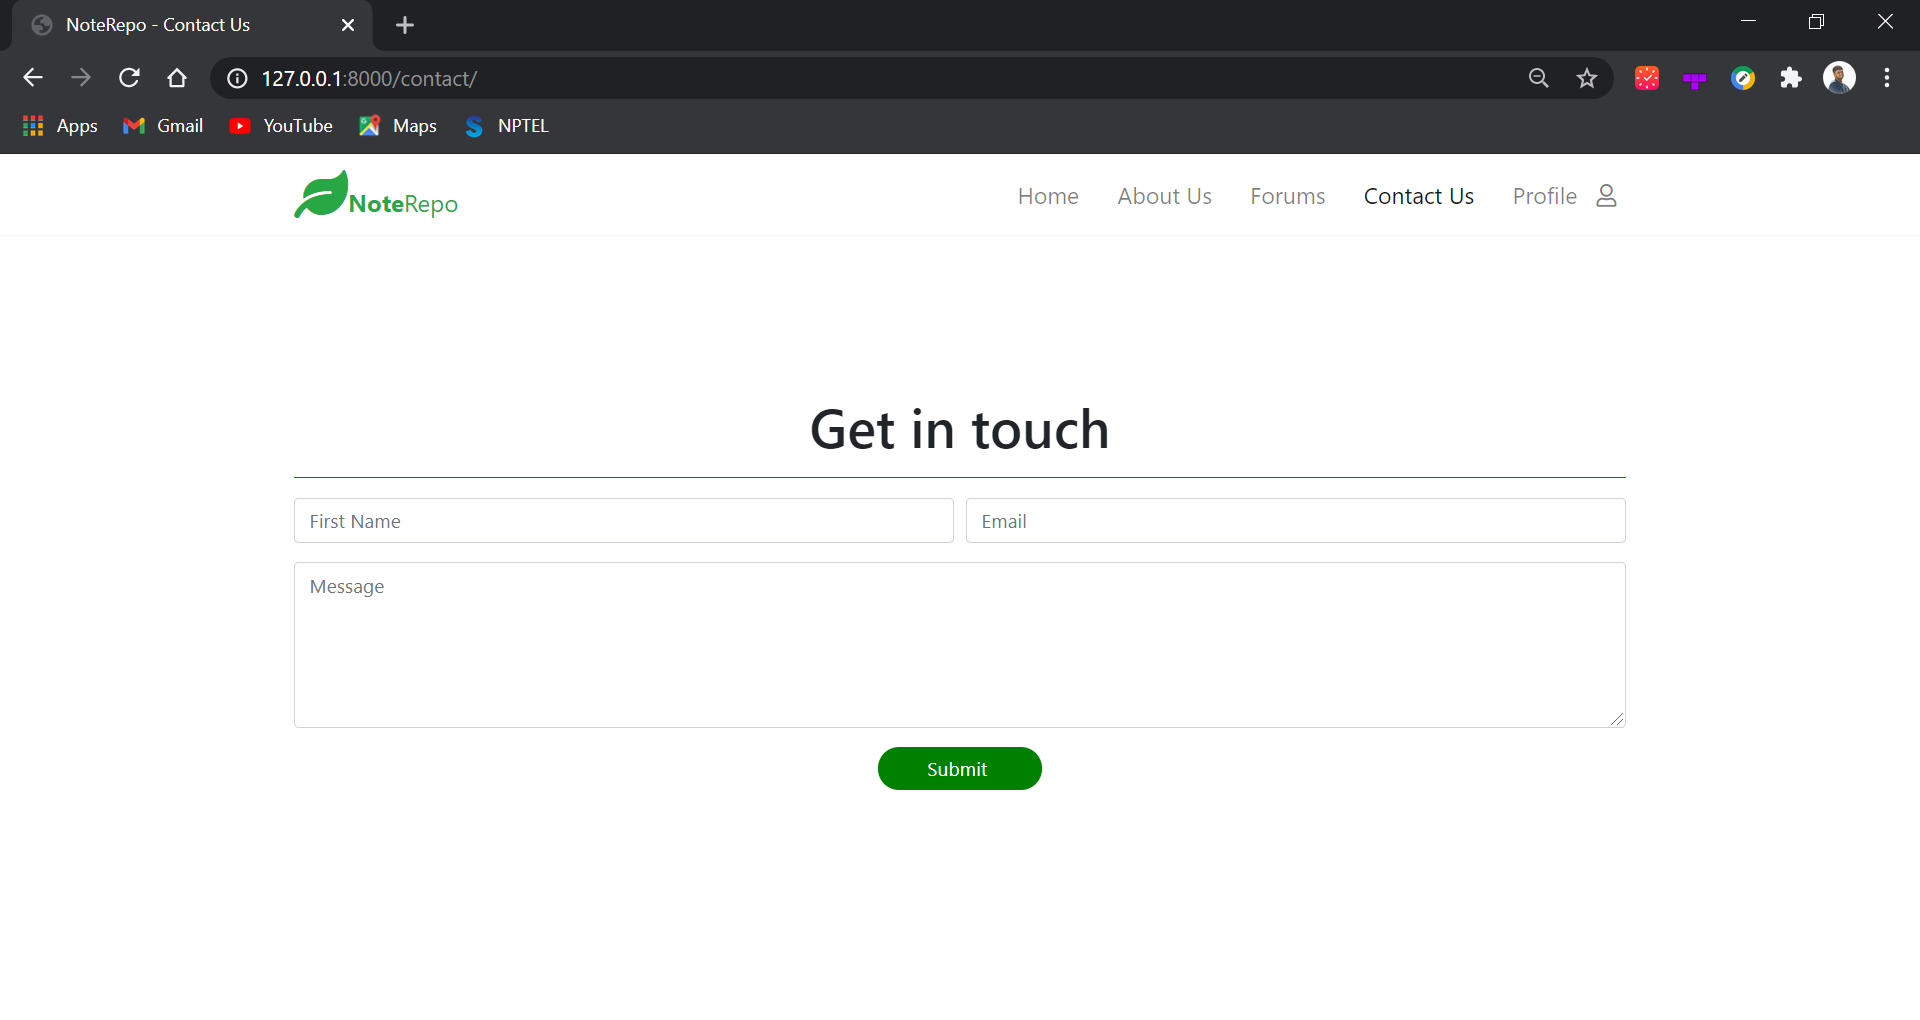 NoteRepo - Contact Us
127.0.0.1:8000/contact/
Apps Gmail YouTube Maps NPTEL
NoteRepo Home About Us Forums Contact Us Profile
Get in touch
First Name Email
Message
Submit